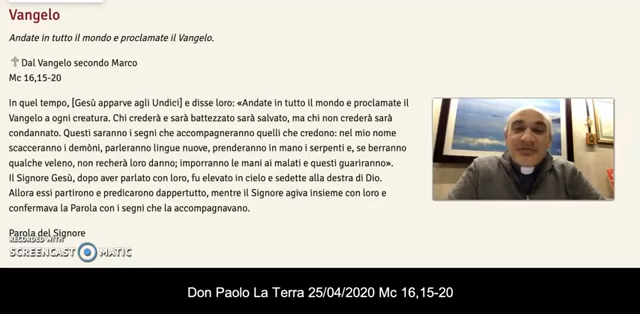 Vangelo
Andate in tutto il mondo e proclamate il Vangelo.
Dal Vangelo secondo Marco
Mc 16,15-20
In quel tempo, [Gesù apparve agli Undici] e disse loro: «Andate in tutto il mondo e proclamate il
Vangelo a ogni creatura. Chi crederà e sarà battezzato sarà salvato, ma chi non crederà sarà
condannato. Questi saranno i segni che accompagneranno quelli che credono: nel mio nome
scacceranno i demòni, parleranno lingue nuove, prenderanno in mano i serpenti e, se berranno
qualche veleno, non recherà loro danno; imporranno le mani ai malati e questi guariranno».
Il Signore Gesù, dopo aver parlato con loro, fu elevato in cielo e sedette alla destra di Dio.
Allora essi partirono e predicarono dappertutto, mentre il Signore agiva insieme con loro e
confermava la Parola con i segni che la accompagnavano.
Parola del Signore
RECORDED WITH
SCREENCAST MATIC
Don Paolo La Terra 25/04/2020 Mc 16,15-20